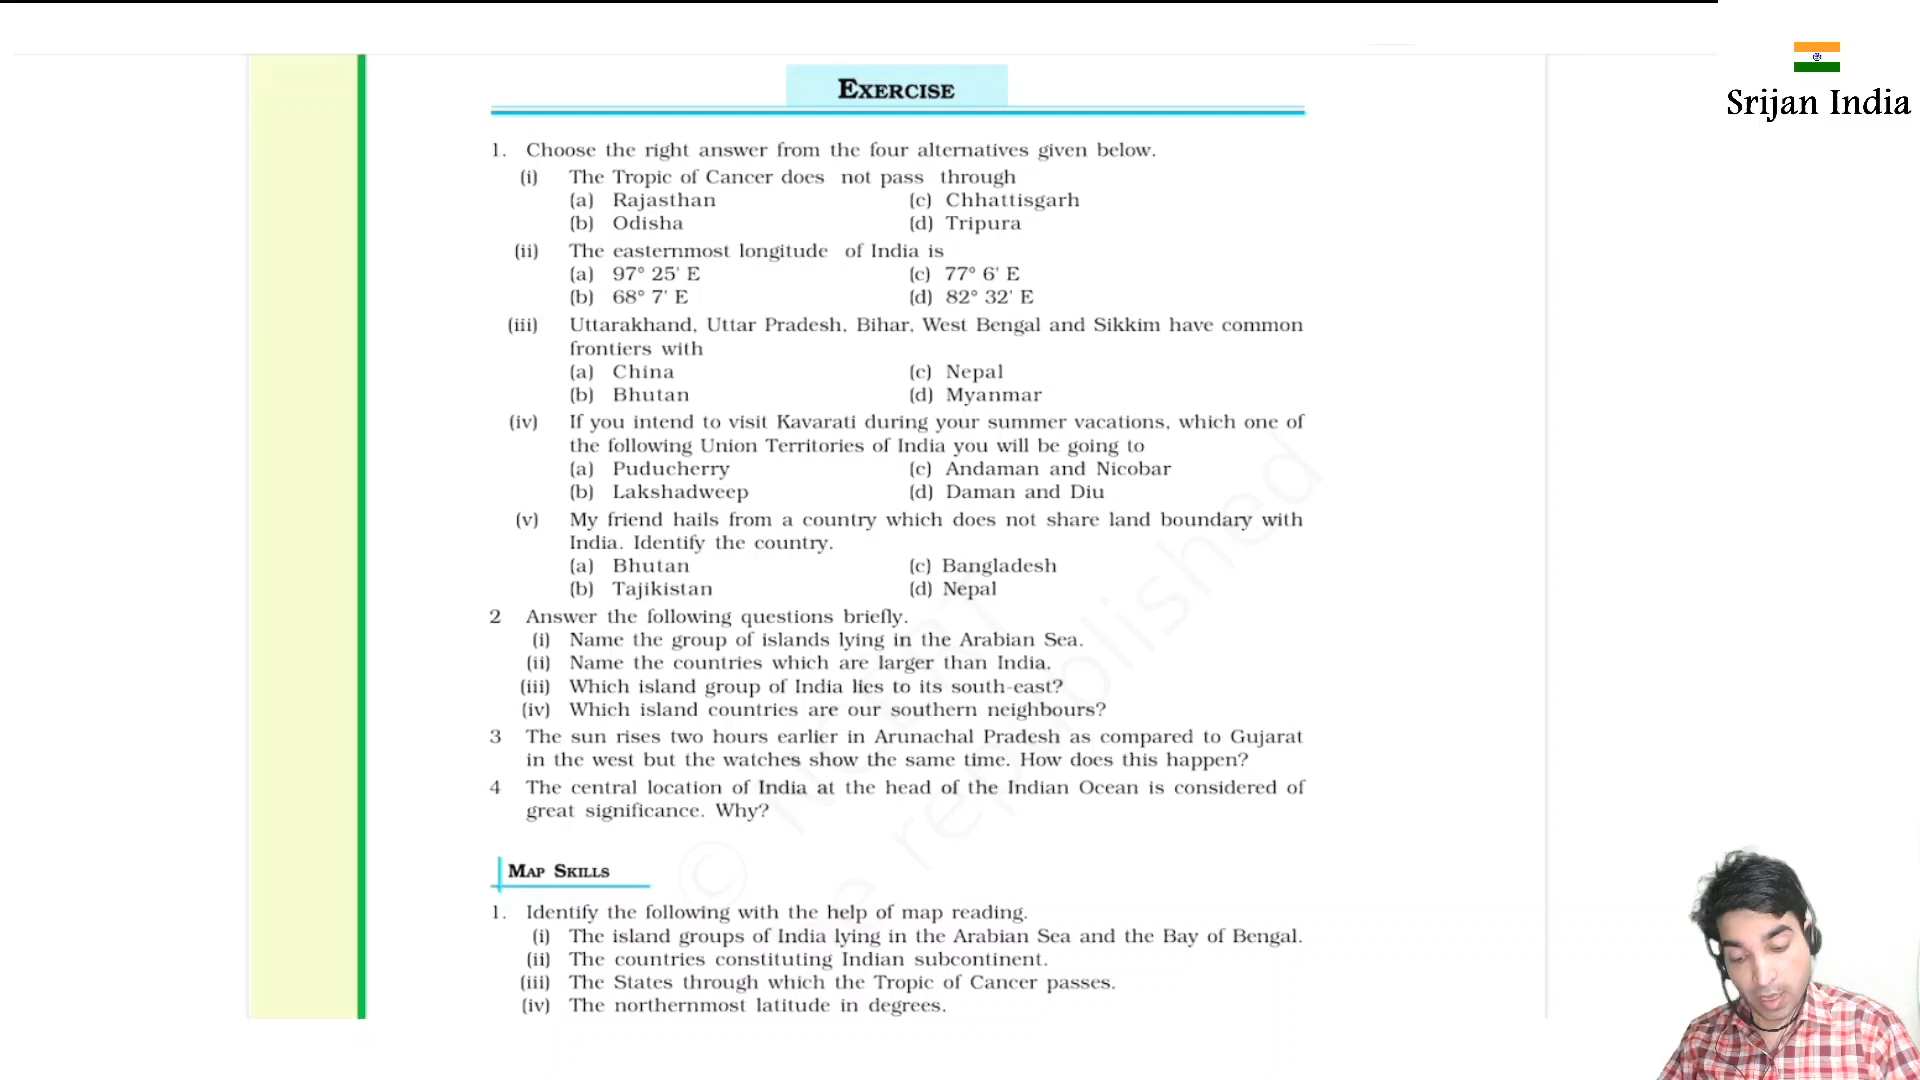 Srijan India
EXERCISE
1. Choose the right answer from the four alternatives given below.
(i) The Tropic of Cancer does not pass through
(a) Rajasthan (c) Chhattisgarh
(b) Odisha (d) Tripura
(ii) The easternmost longitude of India is
(a) 97° 25' E (c) 77° 6' E
(b) 68° 7' E (d) 82° 32' E
(iii) Uttarakhand, Uttar Pradesh, Bihar, West Bengal and Sikkim have common
frontiers with
(a) China (c) Nepal
(b) Bhutan (d) Myanmar
(iv) If you intend to visit Kavarati during your summer vacations, which one of
the following Union Territories of India you will be going to
(a) Puducherry (c) Andaman and Nicobar
(b) Lakshadweep (d) Daman and Diu
(v) My friend hails from a country which does not share land boundary with
India. Identify the country.
(a) Bhutan (c) Bangladesh
(b) Tajikistan (d) Nepal
2 Answer the following questions briefly.
(i) Name the group of islands lying in the Arabian Sea.
(ii) Name the countries which are larger than India.
(iii) Which island group of India lies to its south-east?
(iv) Which island countries are our southern neighbours?
3 The sun rises two hours earlier in Arunachal Pradesh as compared to Gujarat
in the west but the watches show the same time. How does this happen?
4 The central location of India at the head of the Indian Ocean is considered of
great significance. Why?
MAP SKILLS
1. Identify the following with the help of map reading.
(i) The island groups of India lying in the Arabian Sea and the Bay of Bengal.
(ii) The countries constituting Indian subcontinent.
(iii) The States through which the Tropic of Cancer passes.
(iv) The northernmost latitude in degrees.